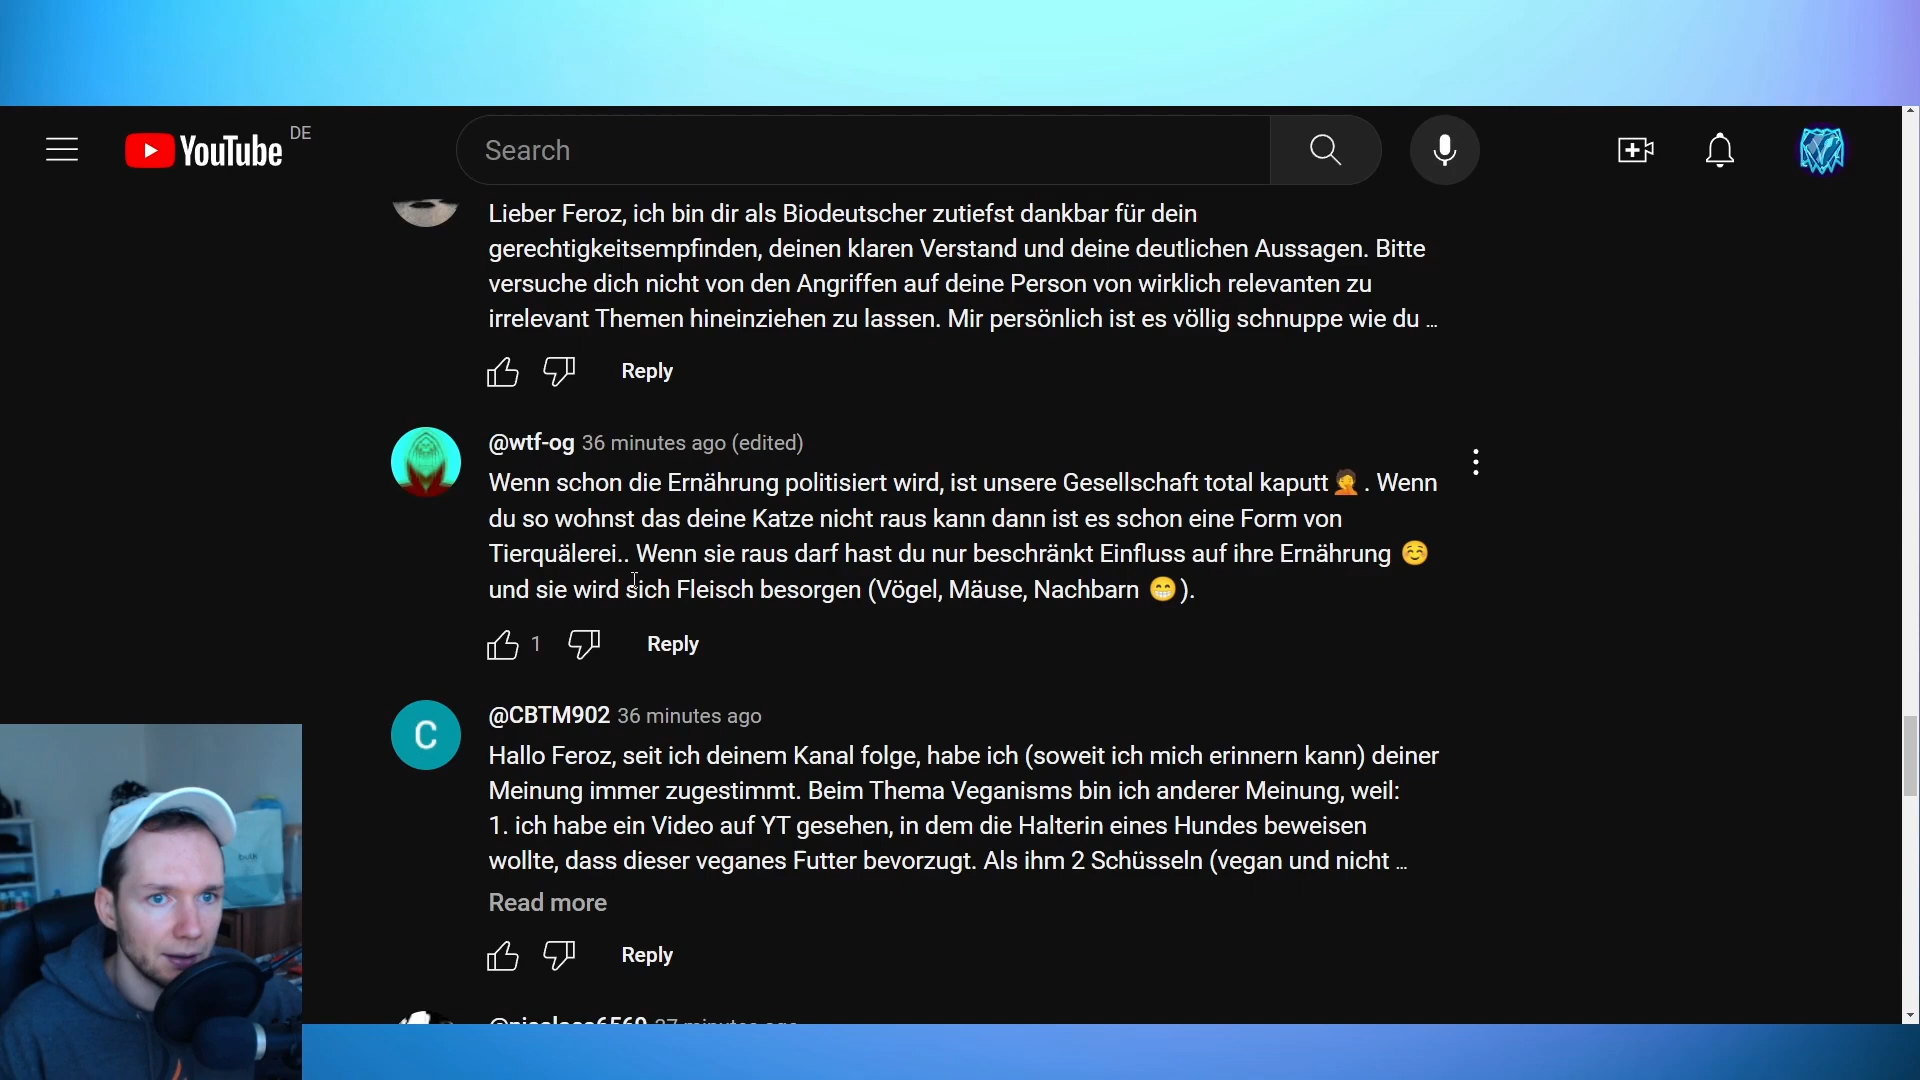 YouTube DE
Search
Lieber Feroz, ich bin dir als Biodeutscher zutiefst dankbar für dein
gerechtigkeitsempfinden, deinen klaren Verstand und deine deutlichen Aussagen. Bitte
versuche dich nicht von den Angriffen auf deine Person von wirklich relevanten zu
irrelevant Themen hineinziehen zu lassen. Mir persönlich ist es völlig schnuppe wie du ...
Reply
@wtf-og 36 minutes ago (edited)
Wenn schon die Ernährung politisiert wird, ist unsere Gesellschaft total kaputt 🤦 . Wenn
du so wohnst das deine Katze nicht raus kann dann ist es schon eine Form von
Tierquälerei.. Wenn sie raus darf hast du nur beschränkt Einfluss auf ihre Ernährung ☺️
und sie wird sich Fleisch besorgen (Vögel, Mäuse, Nachbarn 😁 ).
1 Reply
C
@CBTM902 36 minutes ago
Hallo Feroz, seit ich deinem Kanal folge, habe ich (soweit ich mich erinnern kann) deiner
Meinung immer zugestimmt. Beim Thema Veganisms bin ich anderer Meinung, weil:
1. ich habe ein Video auf YT gesehen, in dem die Halterin eines Hundes beweisen
wollte, dass dieser veganes Futter bevorzugt. Als ihm 2 Schüsseln (vegan und nicht ...
Read more
Reply
bulk